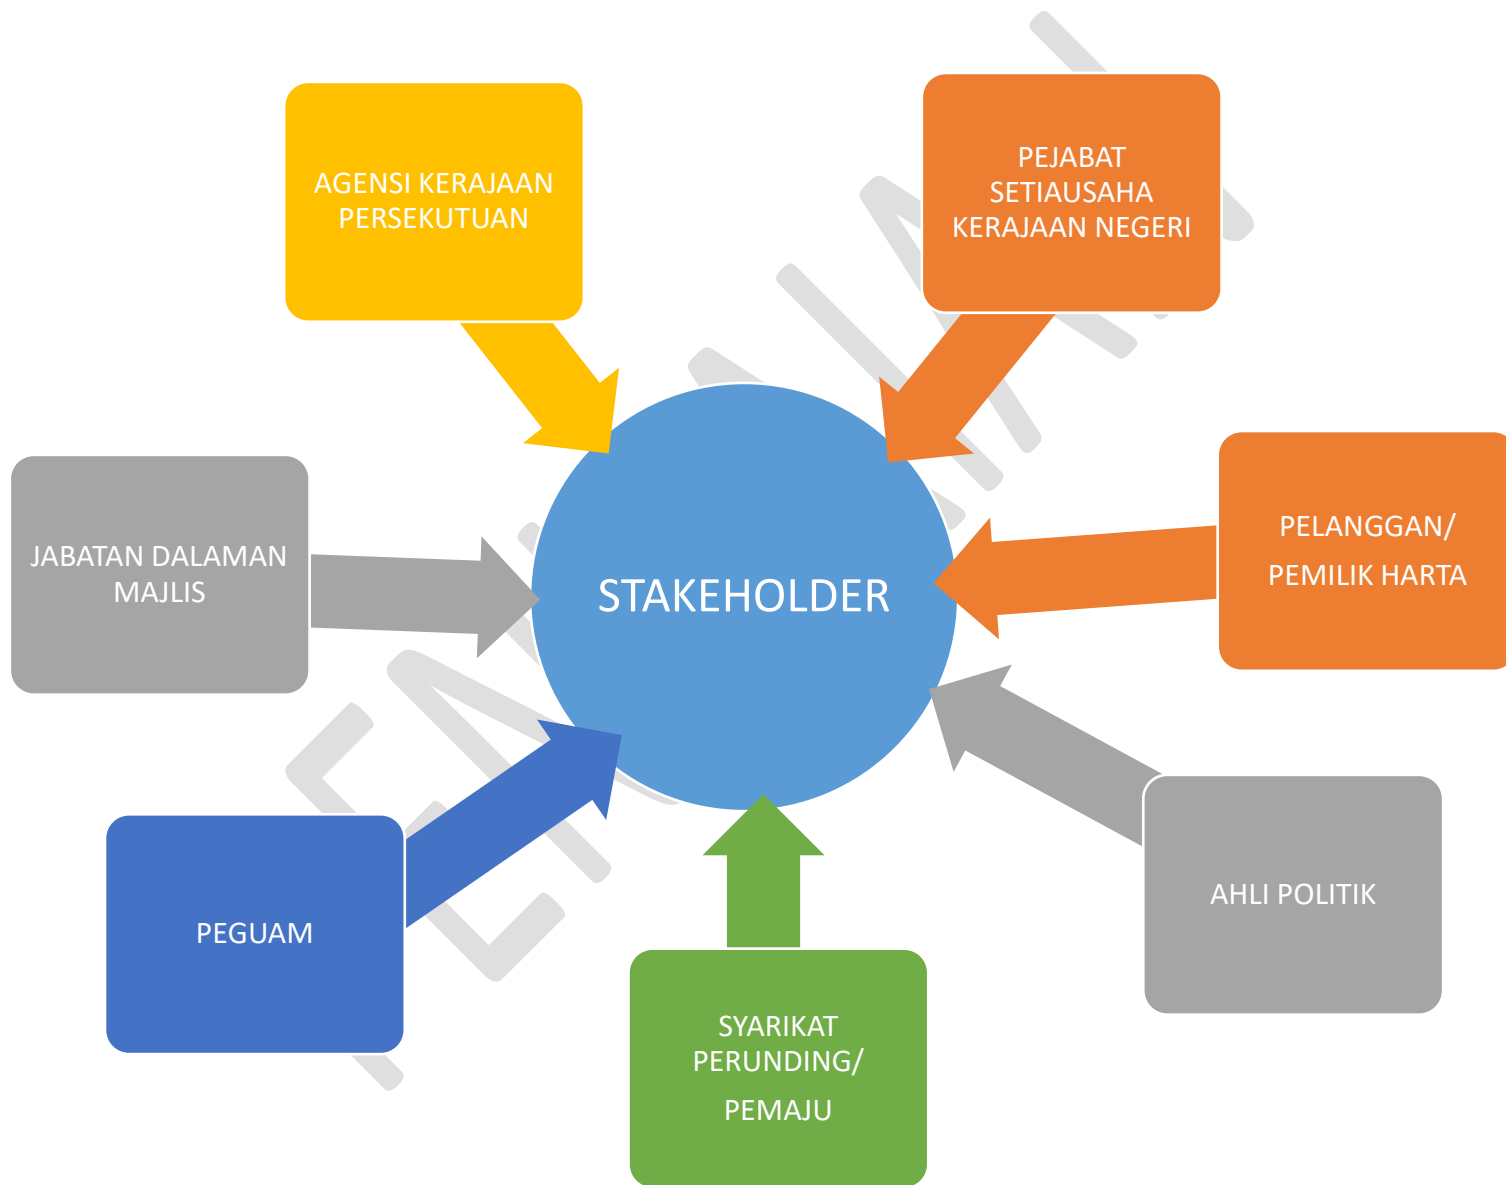 AGENSI KERAJAAN
PERSEKUTUAN
PEJABAT
SETIAUSAHA
KERAJAAN NEGERI
JABATAN DALAMAN
MAJLIS
STAKEHOLDER
PELANGGAN/
PEMILIK HARTA
PEGUAM
AHLI POLITIK
SYARIKAT
PERUNDING/
PEMAJU